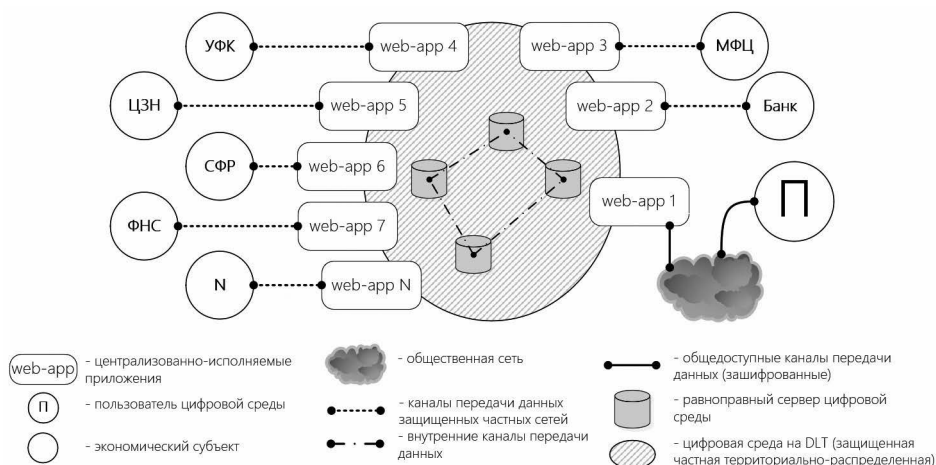 УФК
web-app 4
web-app 3
МФЦ
ЦЗН
web-app 5
web-app 2
Банк
СФР
web-app 6
П
web-app 1
ФНС
web-app 7
N
web-app N
web-app
- централизованно-исполняемые
приложения
П
- пользователь цифровой среды
- экономический субъект
- общественная сеть
- каналы передачи данных
защищенных частных сетей
- внутренние каналы передачи
данных
- общедоступные каналы передачи
данных (зашифрованные)
- равноправный сервер цифровой
среды
- цифровая среда на DLT (защищенная
частная территориально-распределенная)